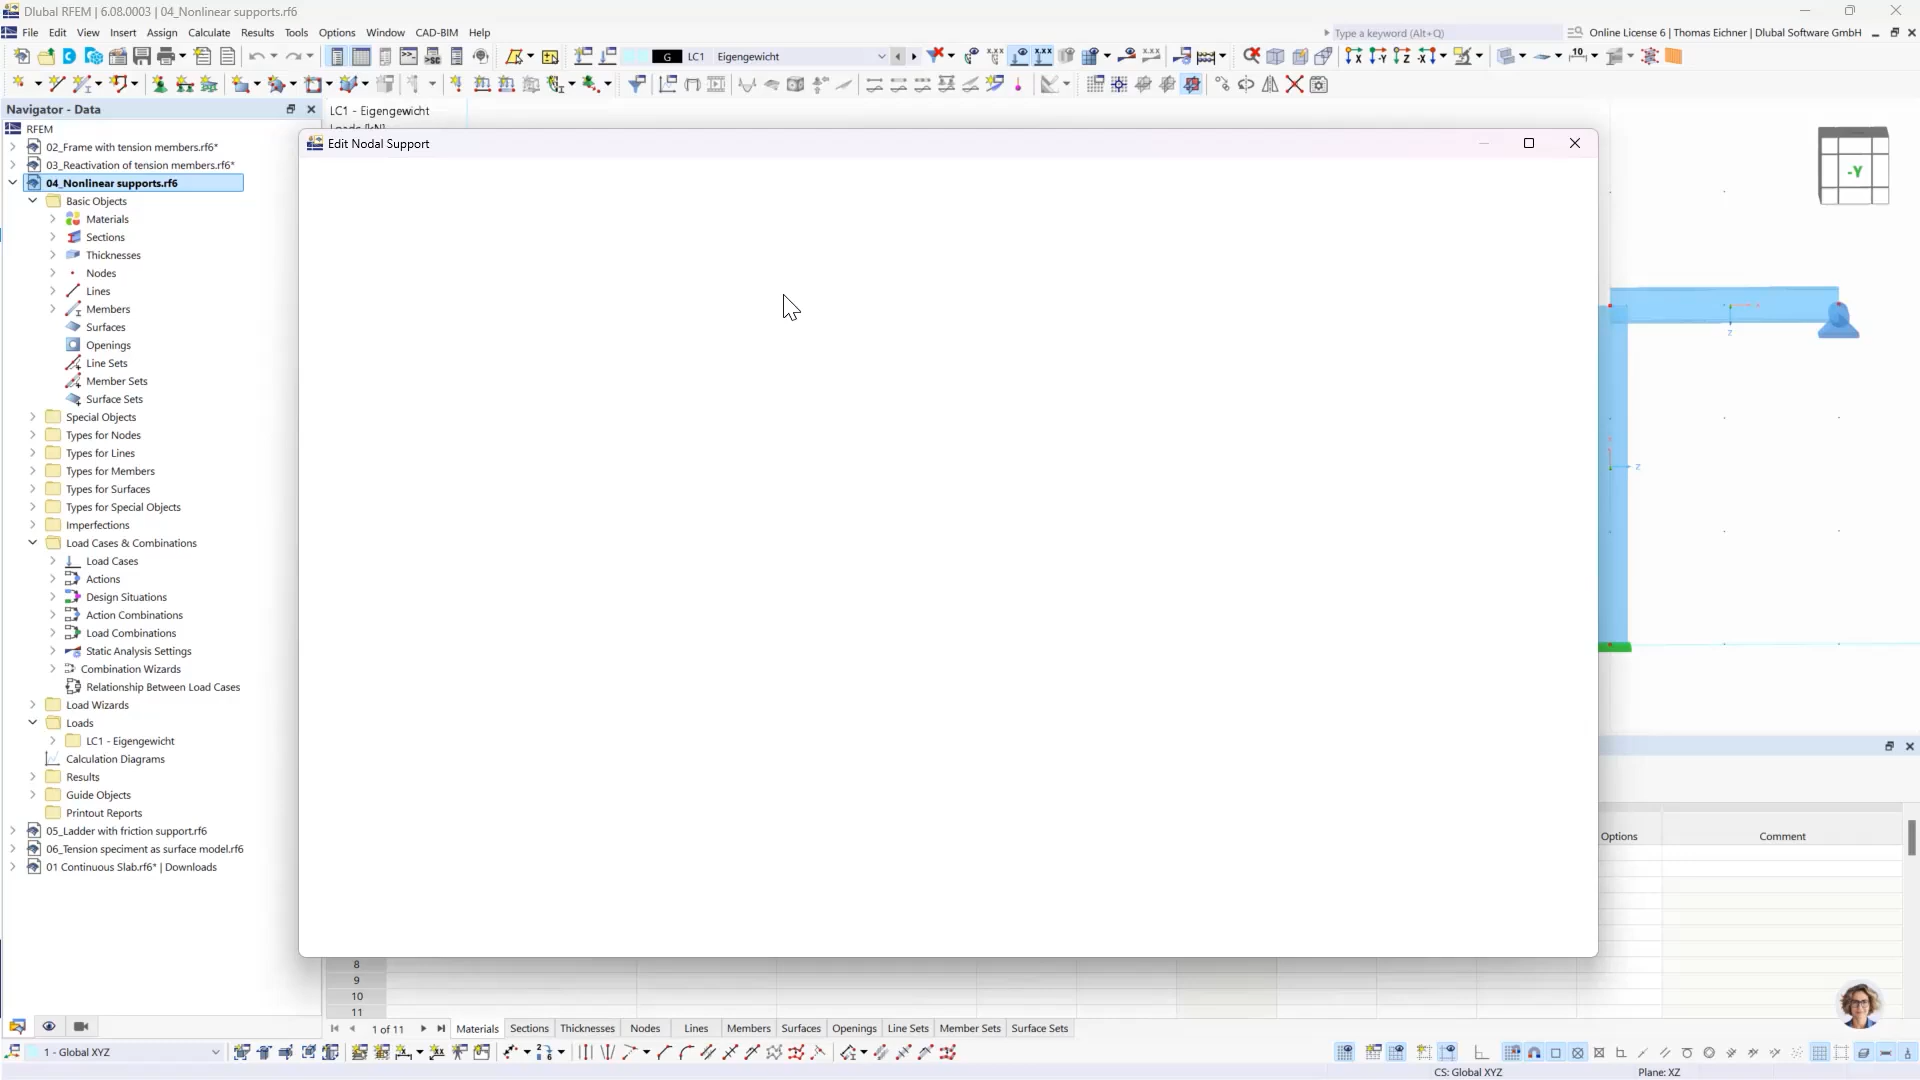 Dlubal RFEM | 6.08.0003 | 04_Nonlinear supports.rf6
File Edit View Insert Assign Calculate Results Tools Options Window CAD-BIM Help
Type a keyword (Alt+Q)
Online License 6 | Thomas Eichner | Dlubal Software GmbH
G LC1 Eigengewicht
Navigator - Data
LC1 - Eigengewicht
RFEM
Edit Nodal Support
02_Frame with tension members.rf6*
03_Reactivation of tension members.rf6*
04_Nonlinear supports.rf6
Basic Objects
Materials
Sections
Thicknesses
Nodes
Lines
Members
Surfaces
Openings
Line Sets
Member Sets
Surface Sets
Special Objects
Types for Nodes
Types for Lines
Types for Members
Types for Surfaces
Types for Special Objects
Imperfections
Load Cases & Combinations
Load Cases
Actions
Design Situations
Action Combinations
Load Combinations
Static Analysis Settings
Combination Wizards
Relationship Between Load Cases
Load Wizards
Loads
LC1 - Eigengewicht
Calculation Diagrams
Results
Guide Objects
Printout Reports
05_Ladder with friction support.rf6
06_Tension speciment as surface model.rf6
01 Continuous Slab.rf6* | Downloads
-Y
z
z
Options Comment
8
9
10
11
1 of 11 Materials Sections Thicknesses Nodes Lines Members Surfaces Openings Line Sets Member Sets Surface Sets
1 - Global XYZ
CS: Global XYZ Plane: XZ